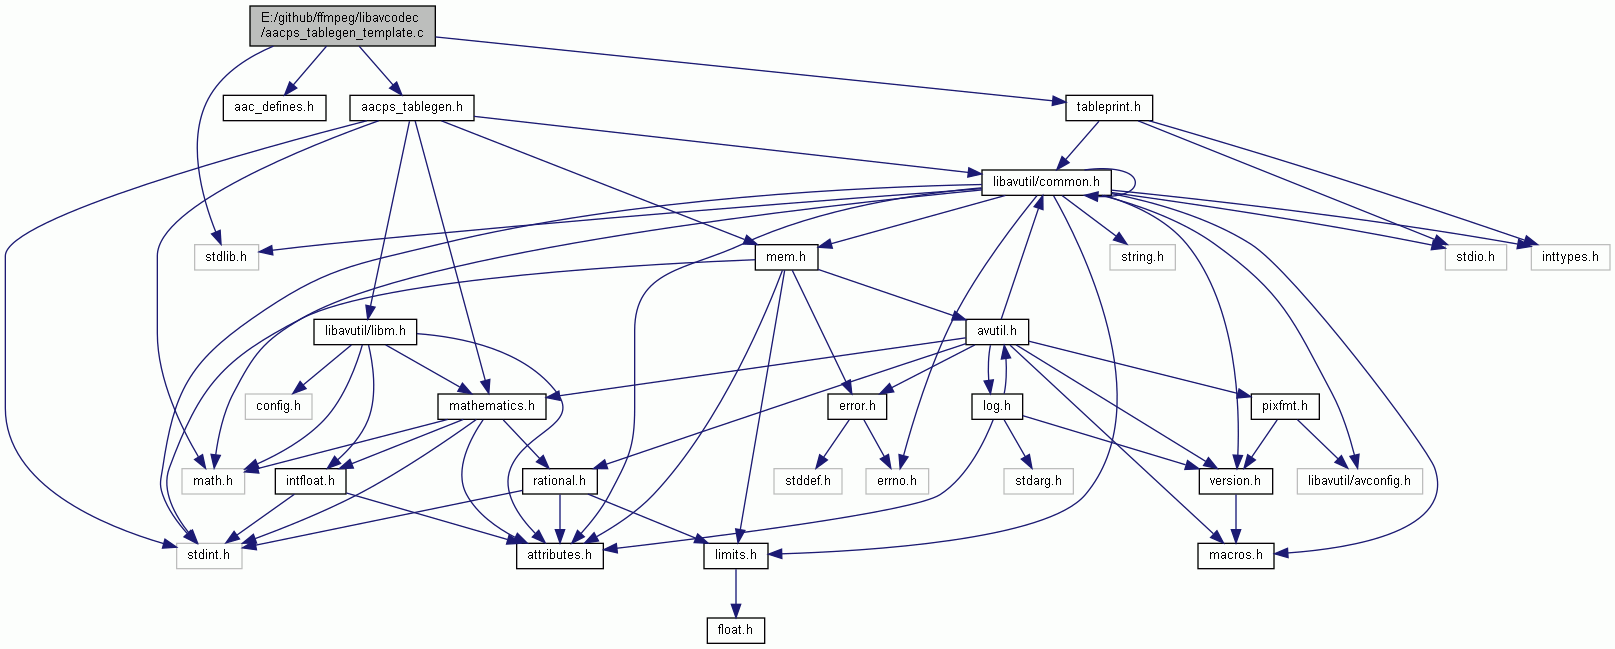 E:/github/ffmpeg/libavcodec
/aacps_tablegen_template.c
aac_defines.h
aacps_tablegen.h
tableprint.h
libavutil/common.h
stdlib.h
mem.h
string.h
stdio.h
inttypes.h
libavutil/libm.h
avutil.h
config.h
mathematics.h
error.h
log.h
pixfmt.h
math.h
intfloat.h
rational.h
stddef.h
errno.h
stdarg.h
version.h
libavutil/avconfig.h
stdint.h
attributes.h
limits.h
macros.h
float.h